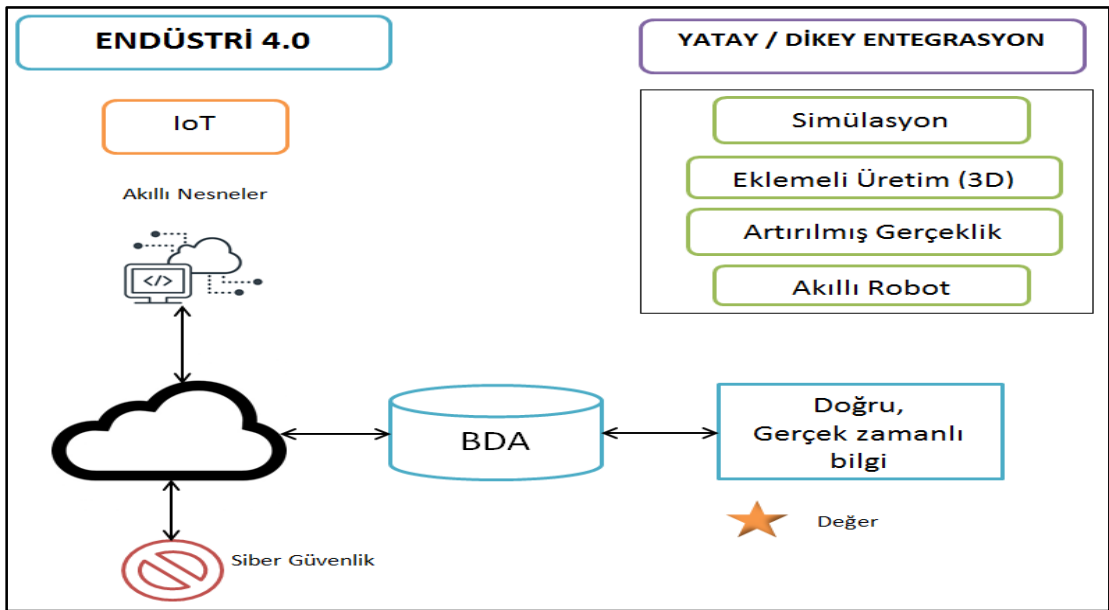 ENDÜSTRİ 4.0
IoT
Akıllı Nesneler
</>
YATAY / DİKEY ENTEGRASYON
Simülasyon
Eklemeli Üretim (3D)
Artırılmış Gerçeklik
Akıllı Robot
BDA
Doğru,
Gerçek zamanlı
bilgi
Değer
Siber Güvenlik